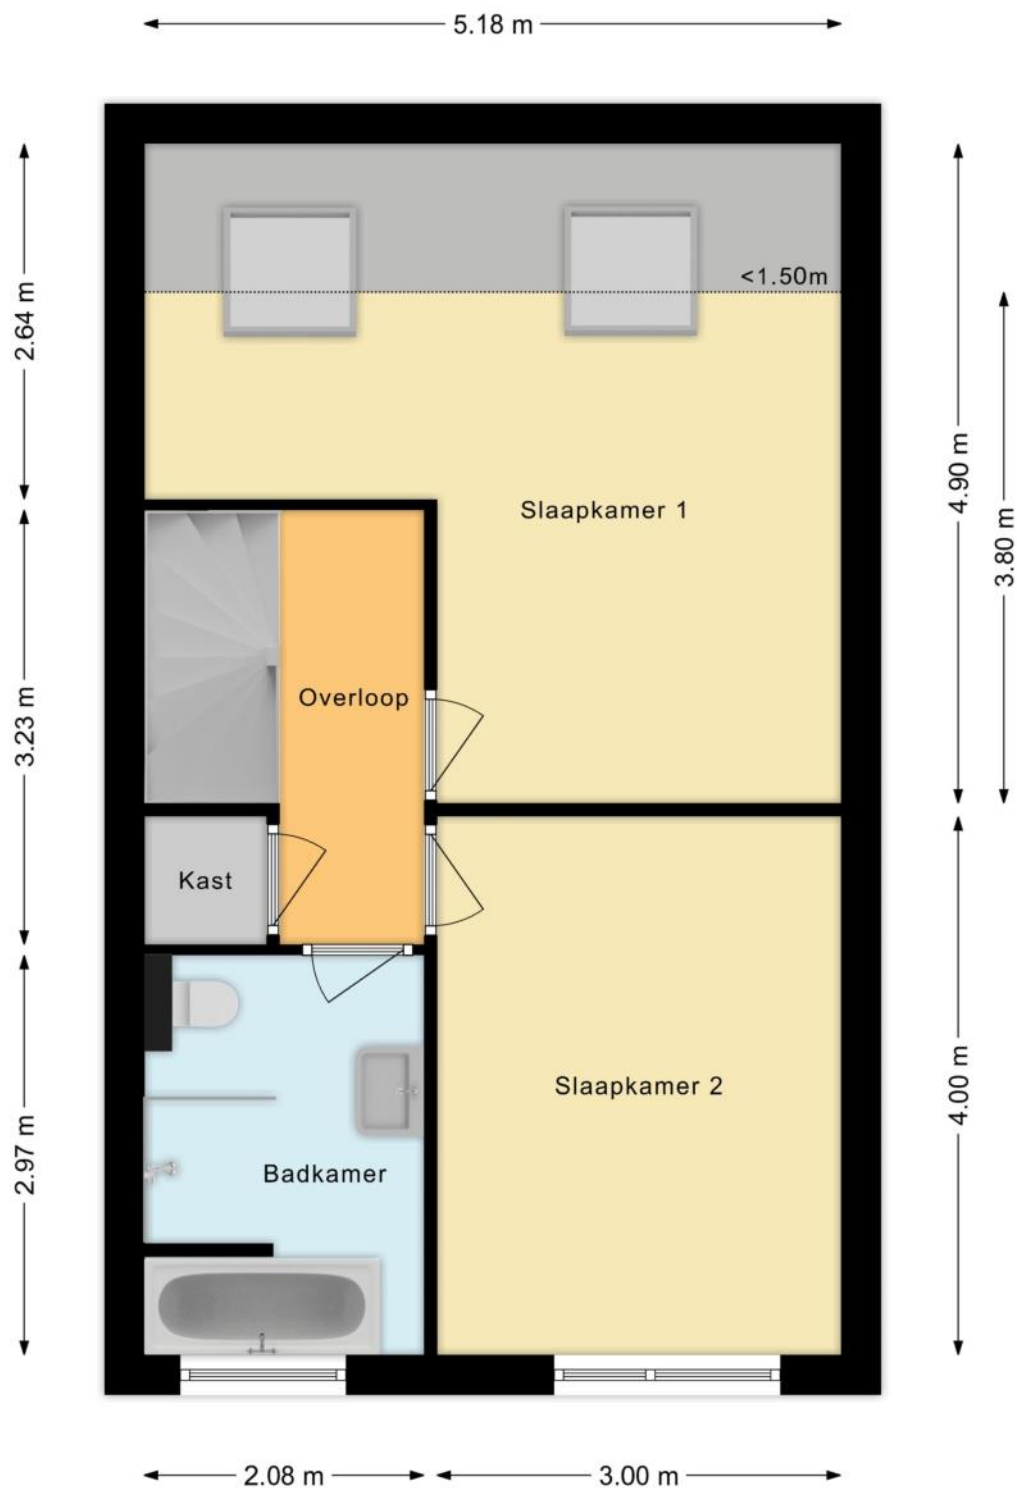 5.18 m
<1.50m
2.64 m
4.90 m
Slaapkamer 1
3.80 m
Overloop
3.23 m
Kast
Slaapkamer 2
4.00 m
2.97 m
Badkamer
2.08 m
3.00 m